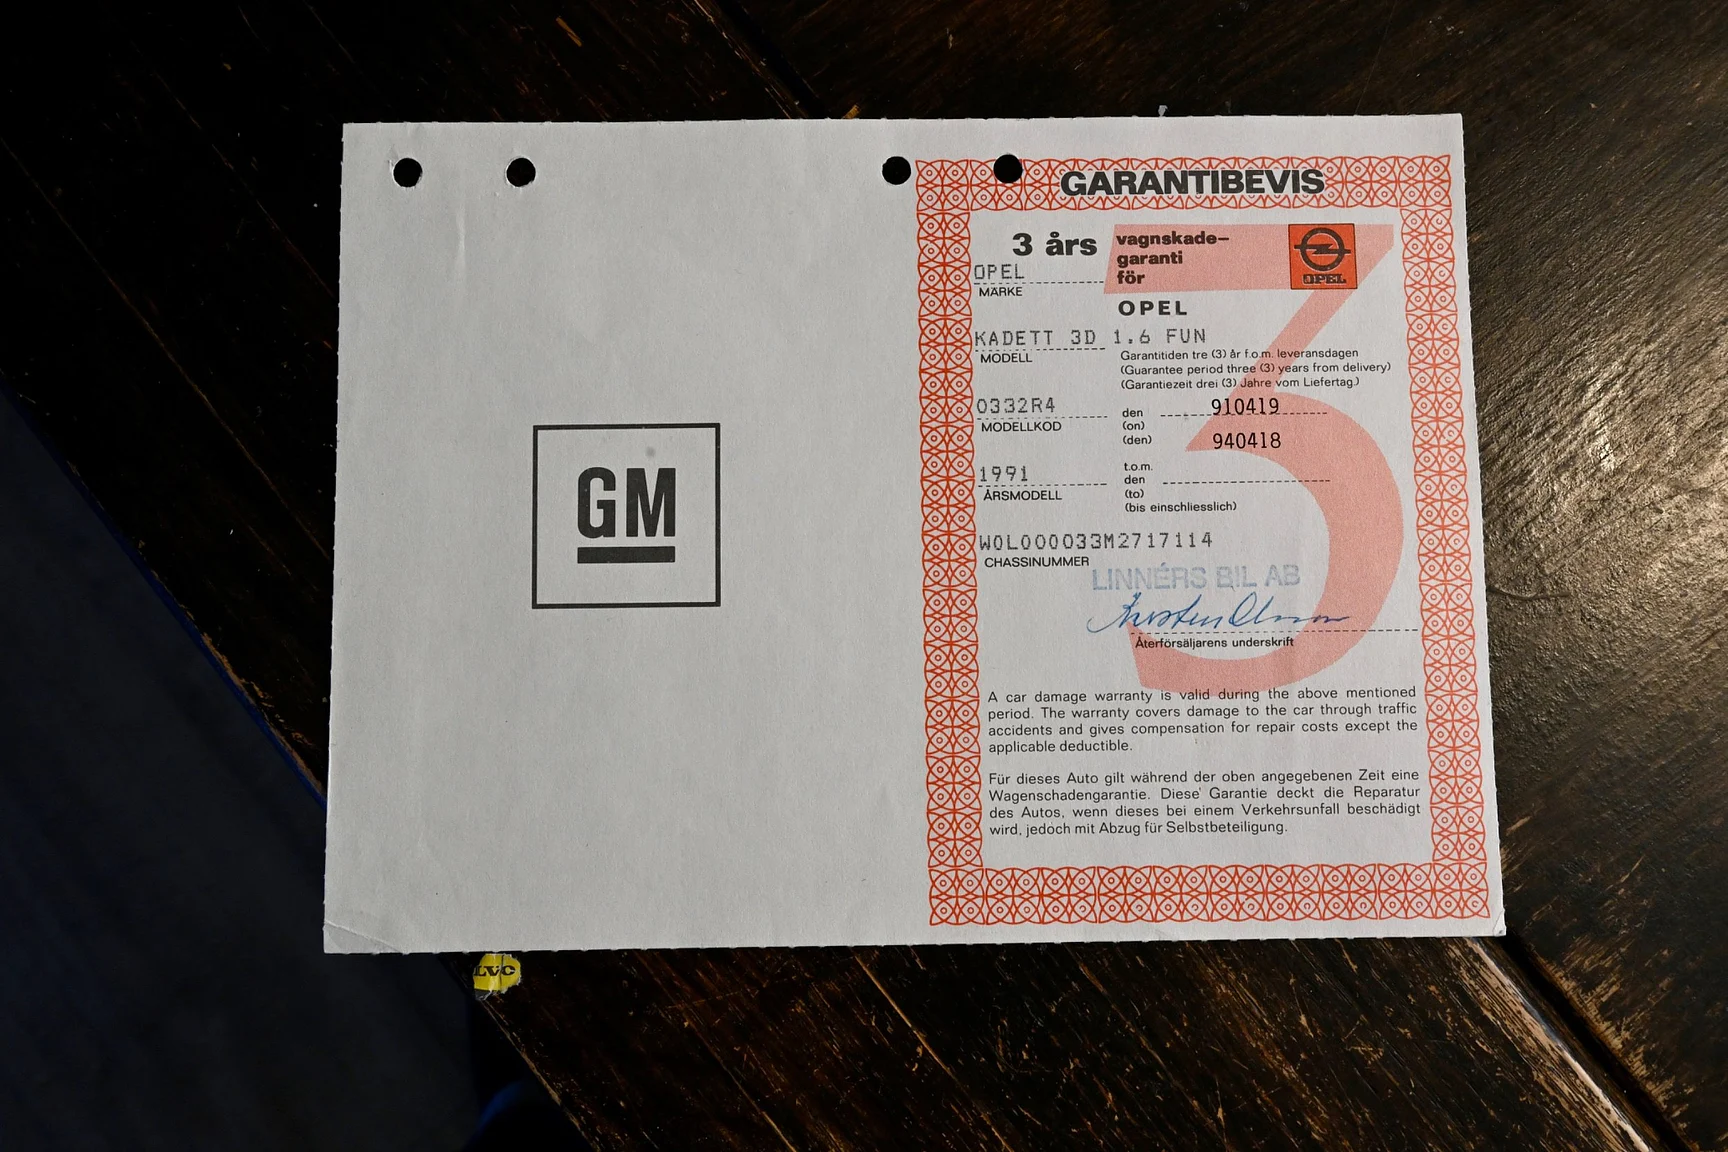 GM
GARANTIBEVIS
3 års
vagnskade-
garanti
för
OPEL
OPEL
MÄRKE
OPEL
KADETT 3D 1.6 FUN
MODELL
Garantitiden tre (3) år f.o.m. leveransdagen
(Guarantee period three (3) years from delivery)
(Garantiezeit drei (3) Jahre vom Liefertag.)
0332R4
MODELLKOD
den 910419
(on)
(den) 940418
1991
ÅRSMODELL
t.o.m.
den
(to)
(bis einschliesslich)
W0L000033M2717114
CHASSINUMMER
LINNÉRS BIL AB
Återförsäljarens underskrift
A car damage warranty is valid during the above mentioned
period. The warranty covers damage to the car through traffic
accidents and gives compensation for repair costs except the
applicable deductible.
Für dieses Auto gilt während der oben angegebenen Zeit eine
Wagenschadengarantie. Diese Garantie deckt die Reparatur
des Autos, wenn dieses bei einem Verkehrsunfall beschädigt
wird, jedoch mit Abzug für Selbstbeteiligung.